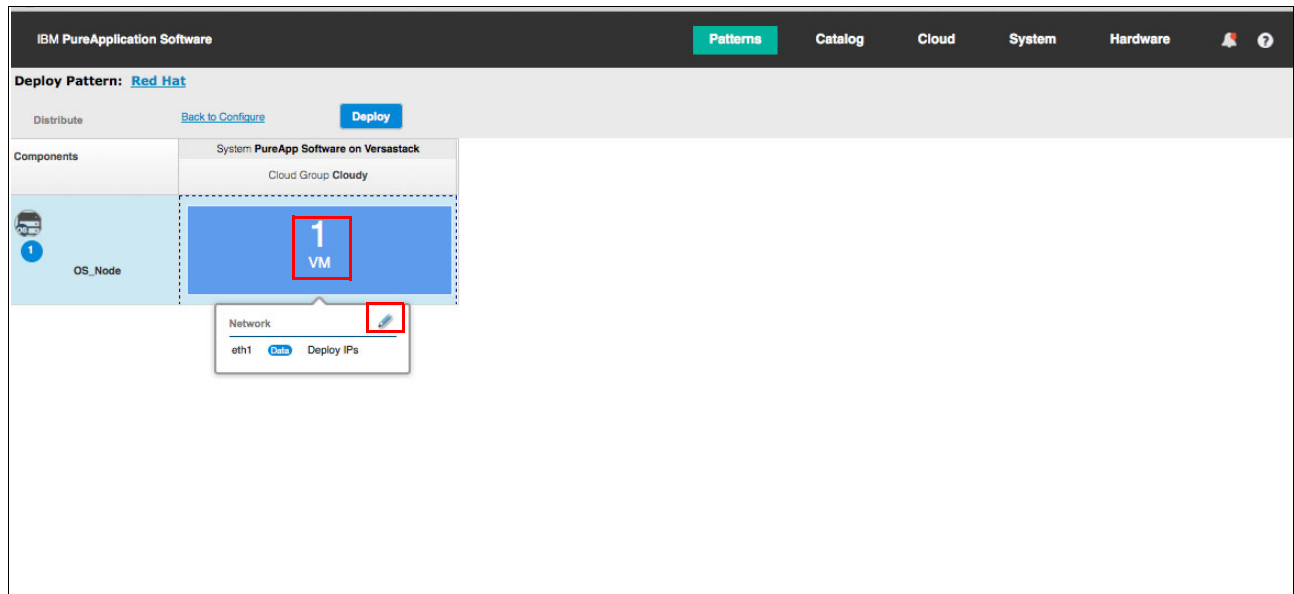 IBM PureApplication Software Patterns Catalog Cloud System Hardware ?
Deploy Pattern: Red Hat
Distribute Back to Configure Deploy
Components System PureApp Software on Versastack
Cloud Group Cloudy
1
VM
1
OS_Node
Network
eth1 Data Deploy IPs